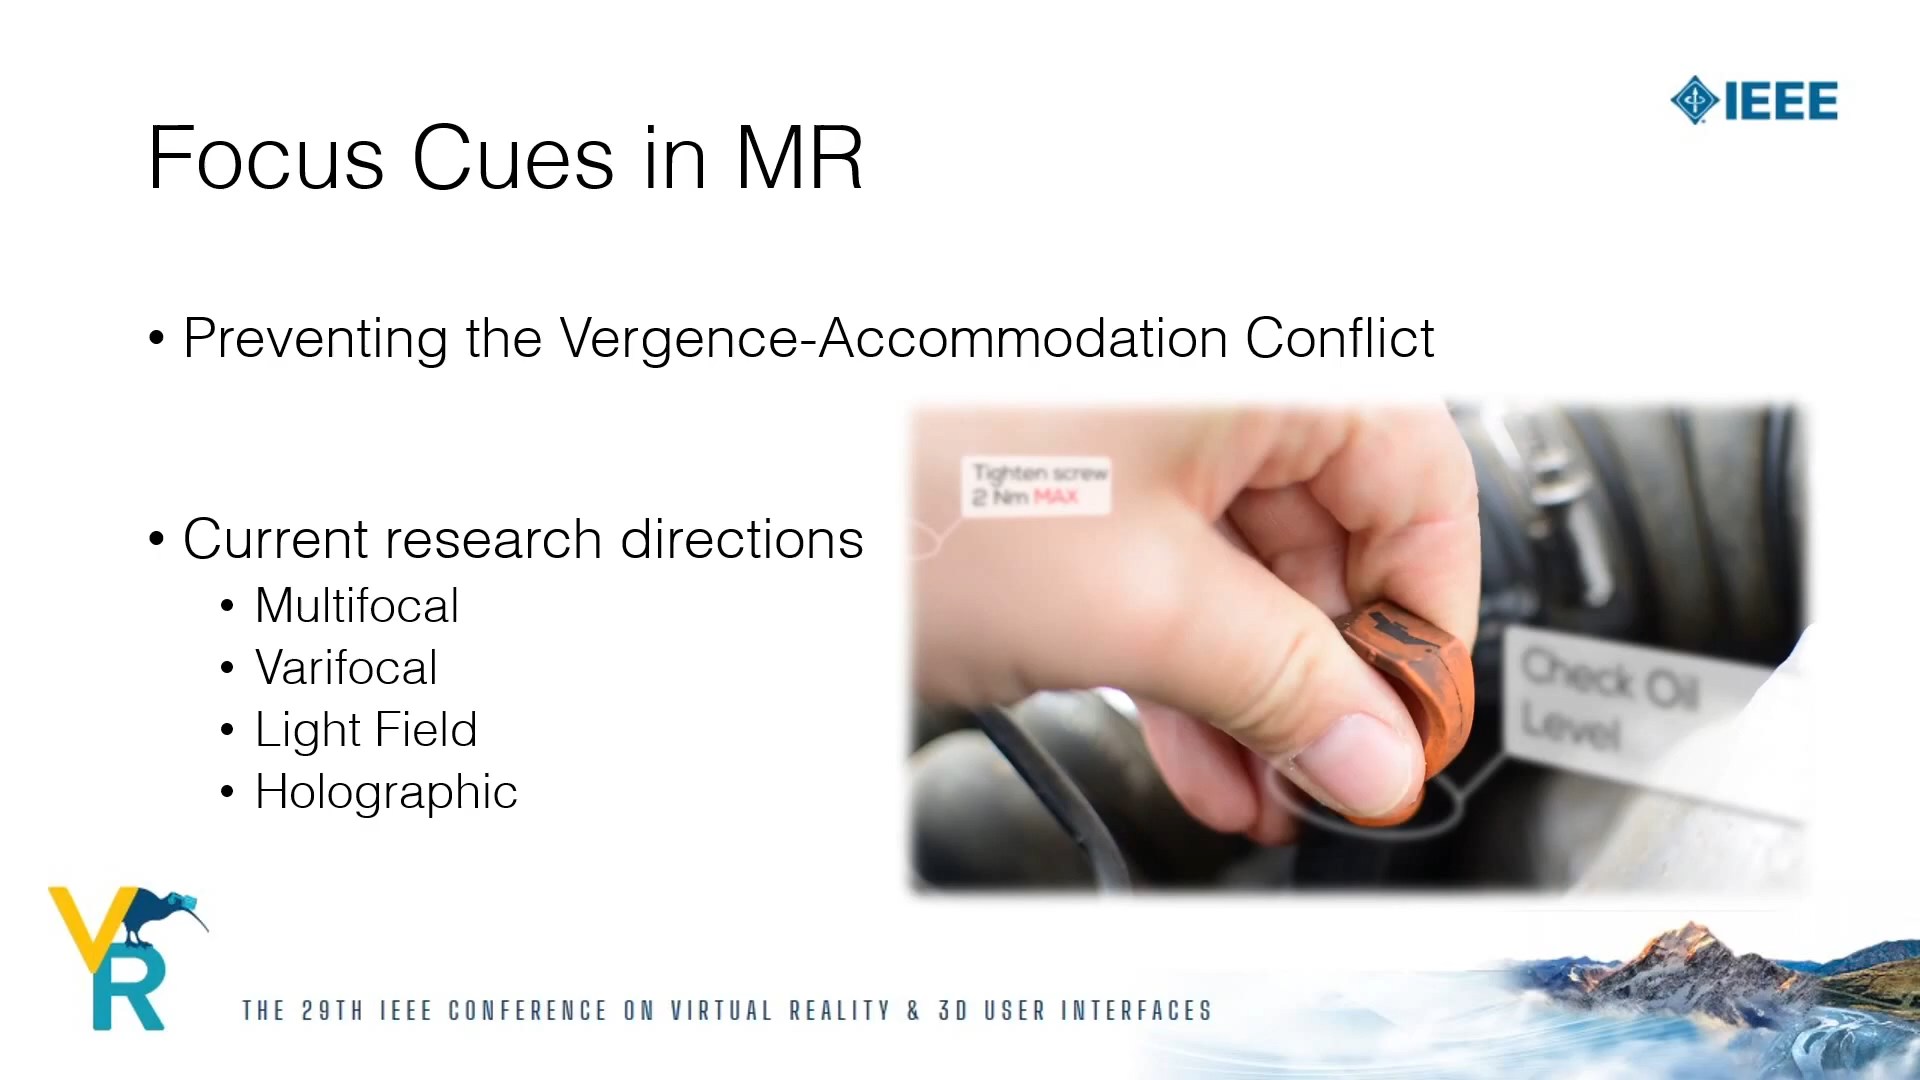 IEEE
Focus Cues in MR
• Preventing the Vergence-Accommodation Conflict
Tighten screw
2 Nm MAX
• Current research directions
• Multifocal
• Varifocal
• Light Field
• Holographic
Check Oil
Level
VR
THE 29TH IEEE CONFERENCE ON VIRTUAL REALITY & 3D USER INTERFACES